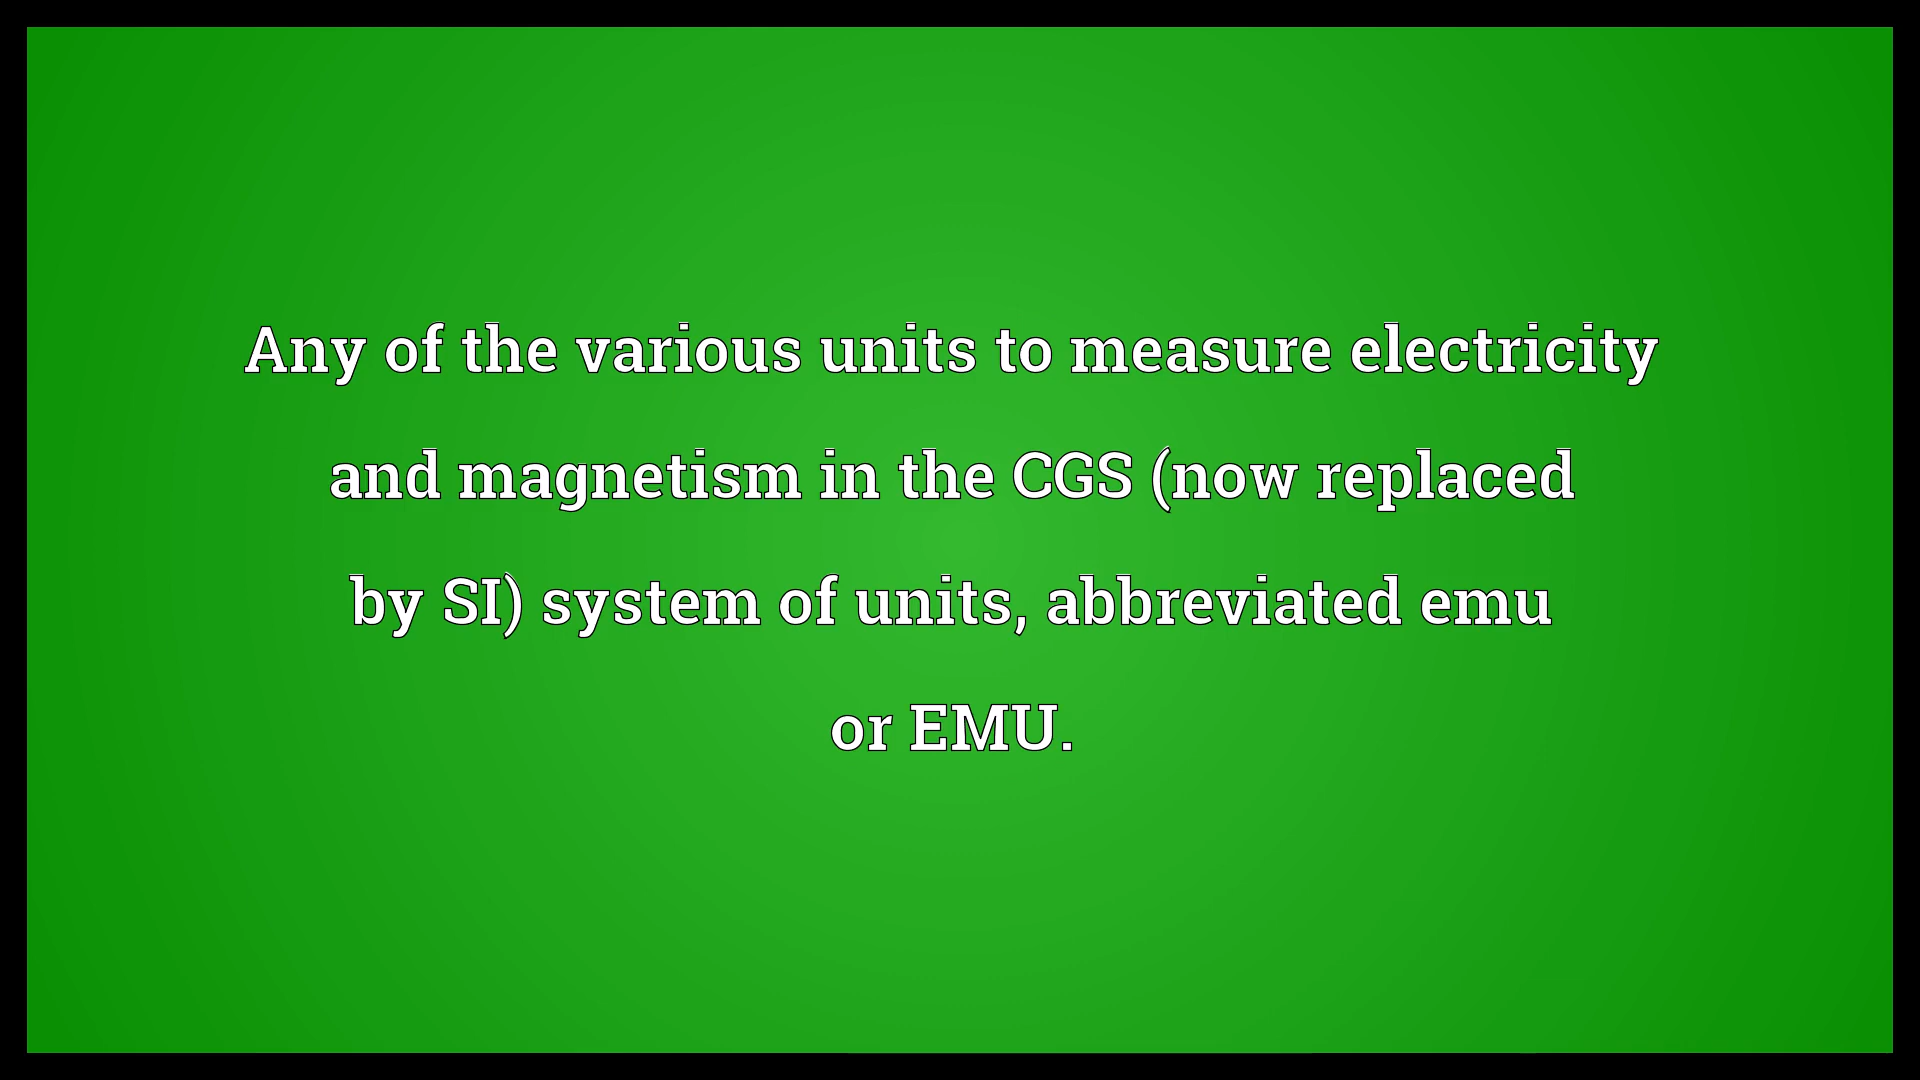 Any of the various units to measure electricity
and magnetism in the CGS (now replaced
by SI) system of units, abbreviated emu
or EMU.